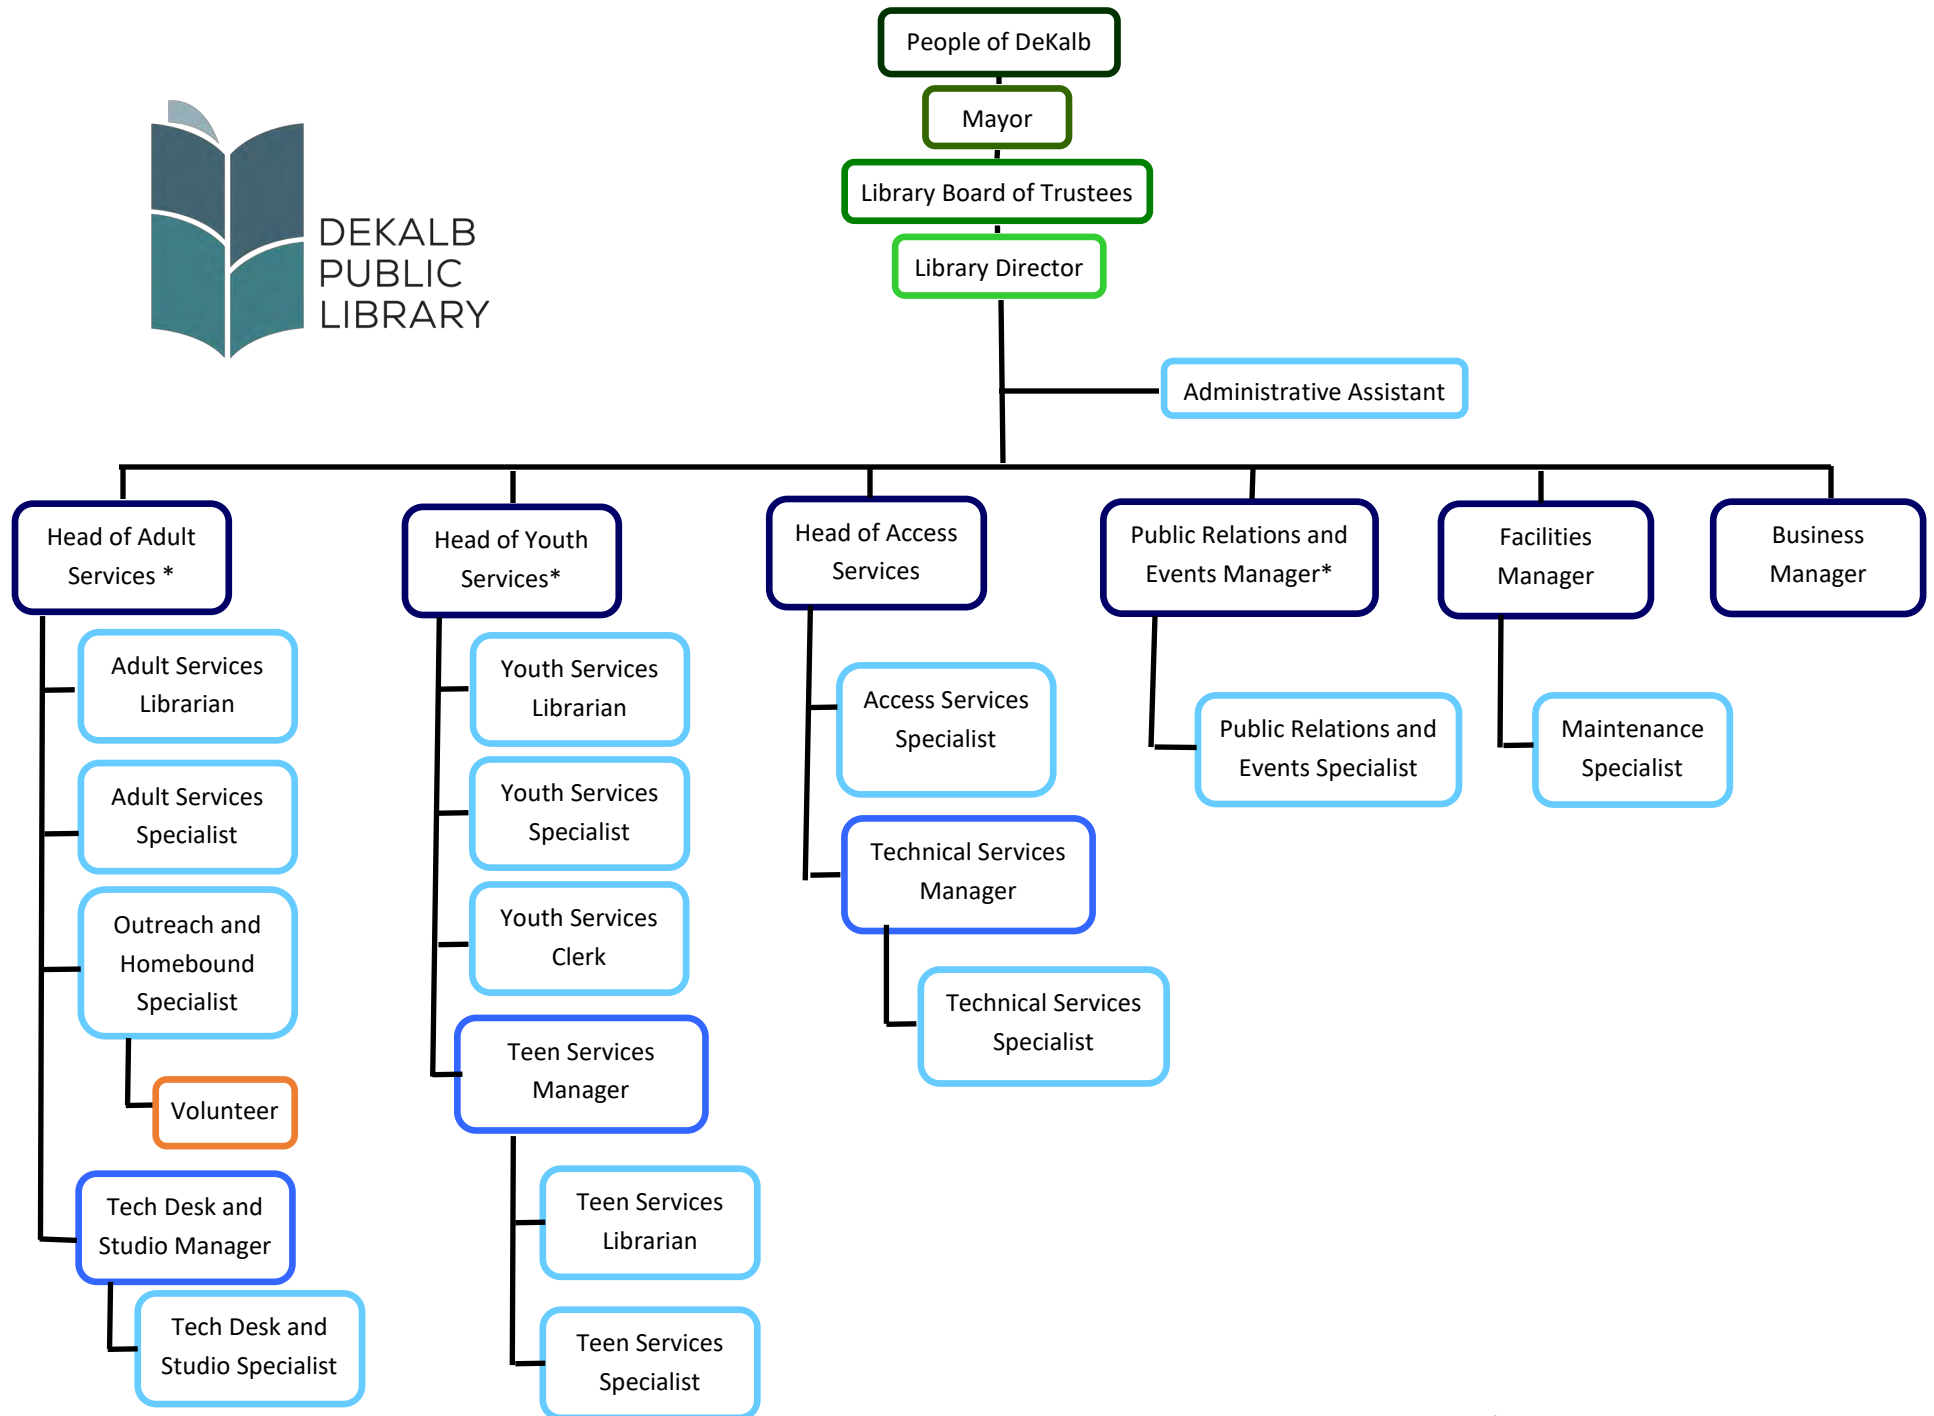 People of DeKalb
Mayor
Library Board of Trustees
Library Director
DEKALB
PUBLIC
LIBRARY
Administrative Assistant
Head of Adult
Services *
Adult Services
Librarian
Adult Services
Specialist
Outreach and
Homebound
Specialist
Volunteer
Tech Desk and
Studio Manager
Tech Desk and
Studio Specialist
Head of Youth
Services*
Youth Services
Librarian
Youth Services
Specialist
Youth Services
Clerk
Teen Services
Manager
Teen Services
Librarian
Teen Services
Specialist
Head of Access
Services
Access Services
Specialist
Technical Services
Manager
Technical Services
Specialist
Public Relations and
Events Manager*
Public Relations and
Events Specialist
Facilities
Manager
Maintenance
Specialist
Business
Manager